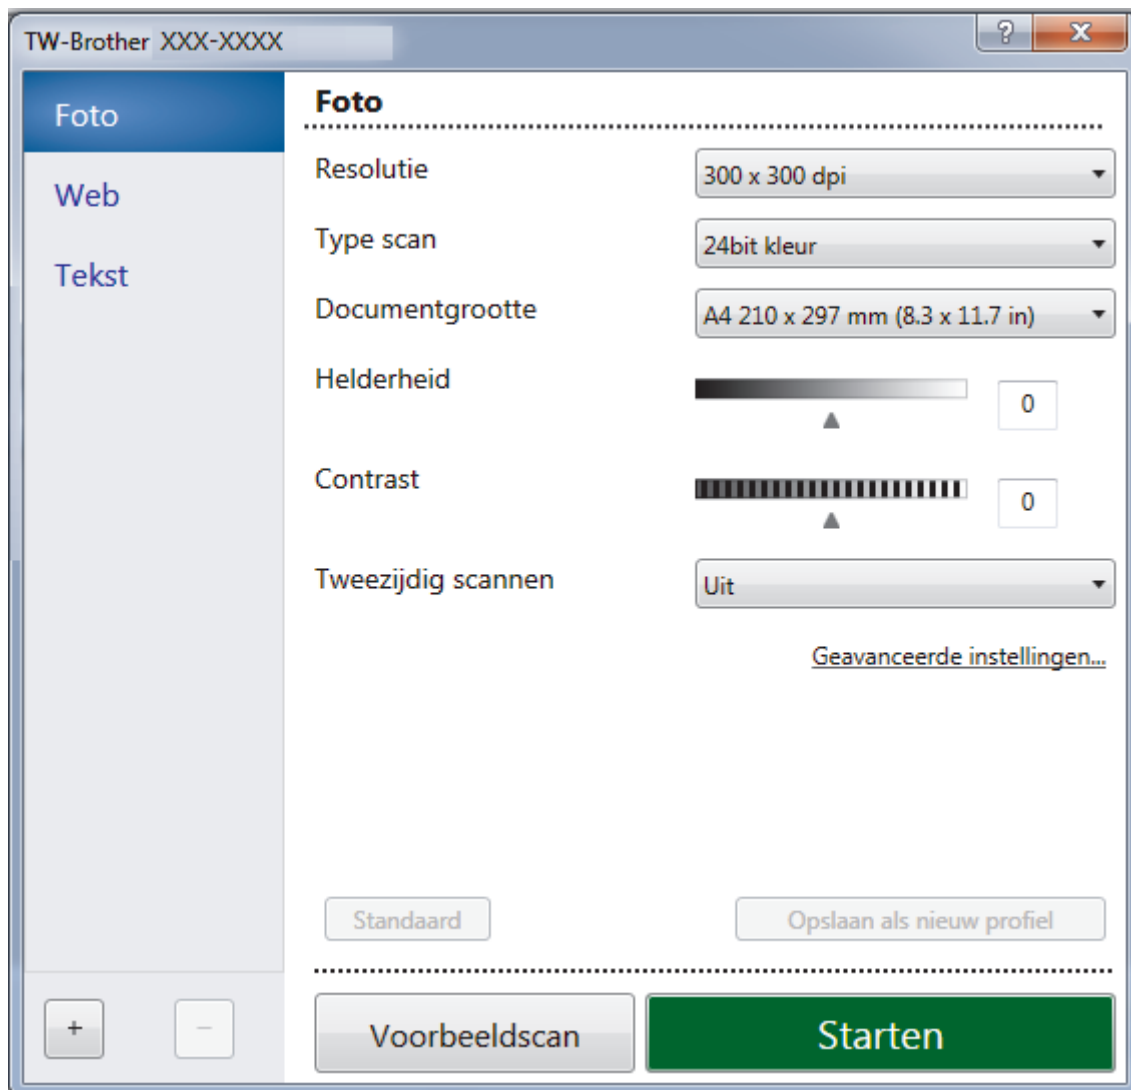 TW-Brother XXX-XXXX
?
x
Foto
Web
Tekst
Foto
Resolutie
300 x 300 dpi
Type scan
24bit kleur
Documentgrootte
A4 210 x 297 mm (8.3 x 11.7 in)
Helderheid
0
Contrast
0
Tweezijdig scannen
Uit
Geavanceerde instellingen...
Standaard
Opslaan als nieuw profiel
+
−
Voorbeeldscan
Starten